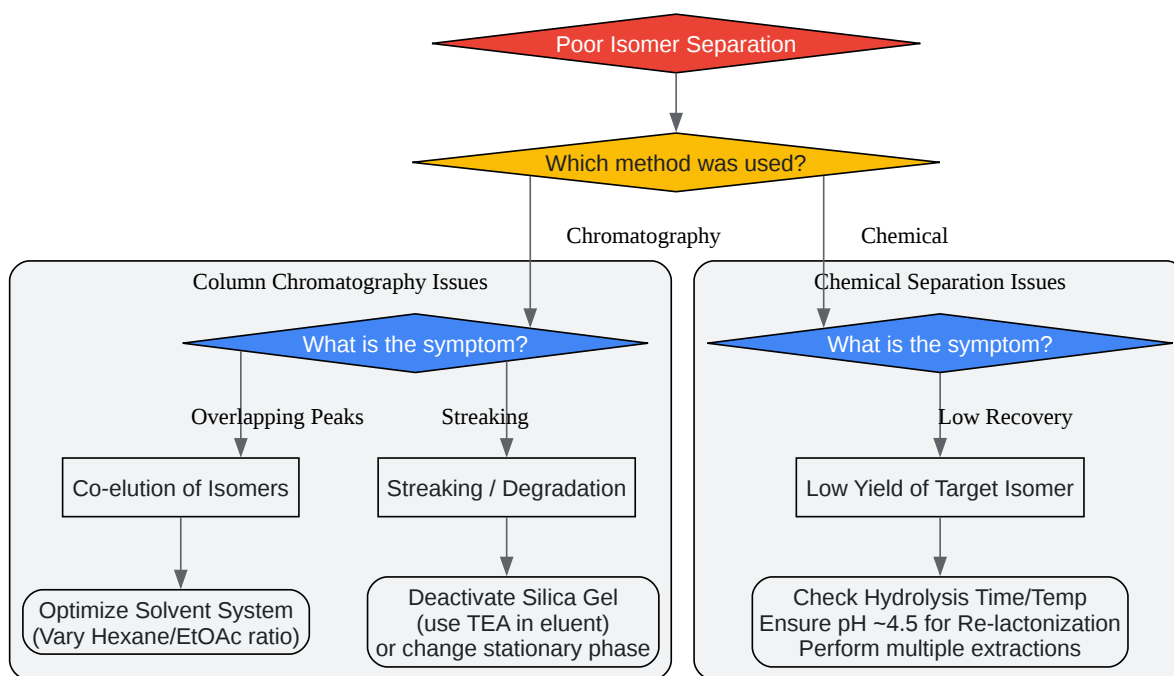 Poor Isomer Separation
Which method was used?
Chromatography
Chemical
Column Chromatography Issues
Chemical Separation Issues
What is the symptom?
What is the symptom?
Overlapping Peaks
Streaking
Low Recovery
Co-elution of Isomers
Streaking / Degradation
Low Yield of Target Isomer
Optimize Solvent System
(Vary Hexane/EtOAc ratio)
Deactivate Silica Gel
(use TEA in eluent)
or change stationary phase
Check Hydrolysis Time/Temp
Ensure pH ~4.5 for Re-lactonization
Perform multiple extractions